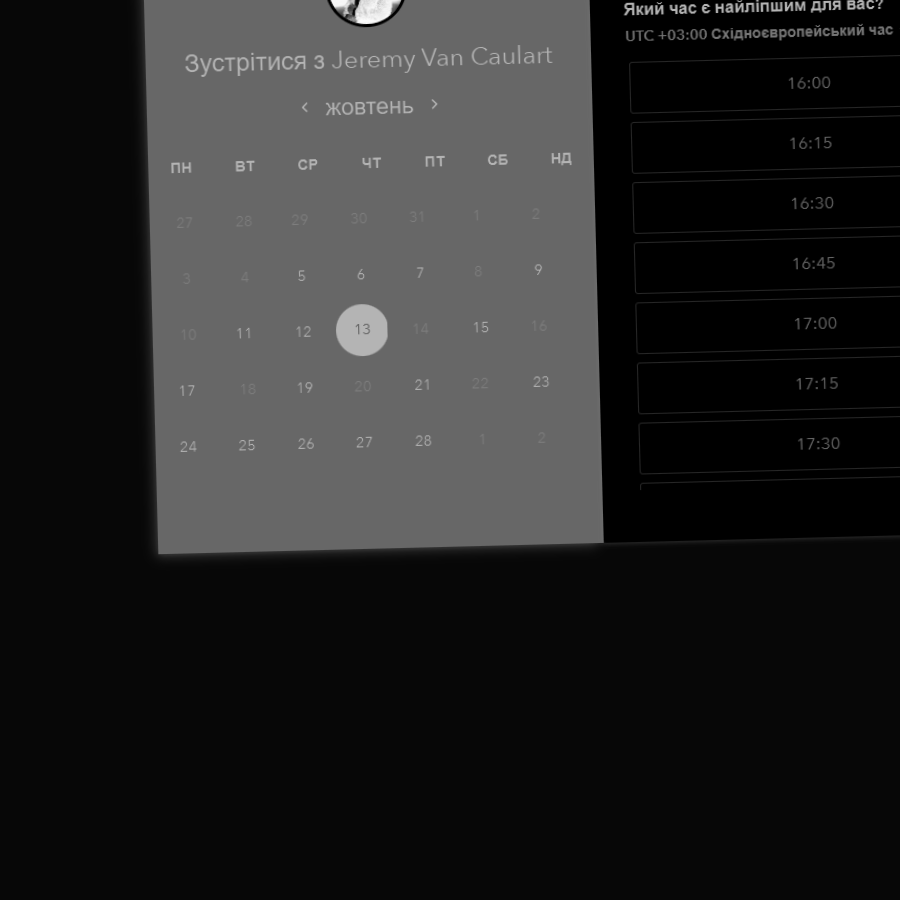 Зустрітися з Jeremy Van Caulart
жовтень
ПН ВТ СР ЧТ ПТ СБ НД
27 28 29 30 31 1 2
3 4 5 6 7 8 9
10 11 12 13 14 15 16
17 18 19 20 21 22 23
24 25 26 27 28 1 2
Який час є найліпшим для вас?
UTC +03:00 Східноєвропейський час
16:00
16:15
16:30
16:45
17:00
17:15
17:30